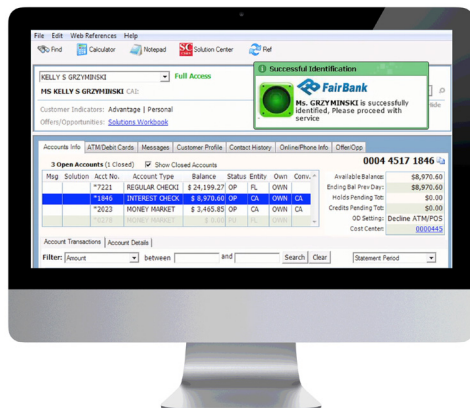 File Edit Web References Help
Find Calculator Notepad SC Solution Center Ref
KELLY S GRZYMINSKI Full Access
MS KELLY S GRZYMINSKI
Customer Indicators: Advantage | Personal
Offers/Opportunities: Solutions Workbook
Successful Identification
FairBank
Ms. GRZYMINSKI is successfully
identified, Please proceed with
service
Accounts Info ATM/Debit Cards Messages Customer Profile Contact History Online/Phone Info Offer/Opp
3 Open Accounts (1 Closed) Show Closed Accounts
Msg Solution Acct No. Account Type Balance Status Entity Own Conv.
*7221 REGULAR CHECKI $ 24,199.27 OP FL OWN
*1846 INTEREST CHECK $ 8,970.60 OP CA OWN CA
*2623 MONEY MARKET $ 3,465.85 OP CA OWN CA
MONEY MARKET $ 0.00
0004 4517 1846
Available Balance: $8,970.60
Ending Bal Prev Day: $8,970.60
Holds Pending Tot: $0.00
Credits Pending Tot: $0.00
OD Setting: Decline ATM/POS
Cost Center: 0000445
Account Transactions Account Details
Filter: Amount between and Search Clear Statement Period